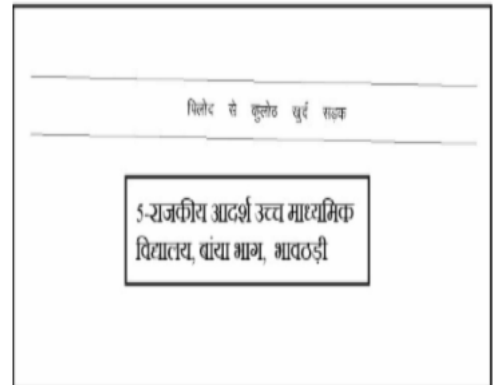 पिलोद से कुलोठ खुर्द सड़क
5-राजकीय आदर्श उच्च माध्यमिक
विद्यालय, बांया भाग, भावठड़ी